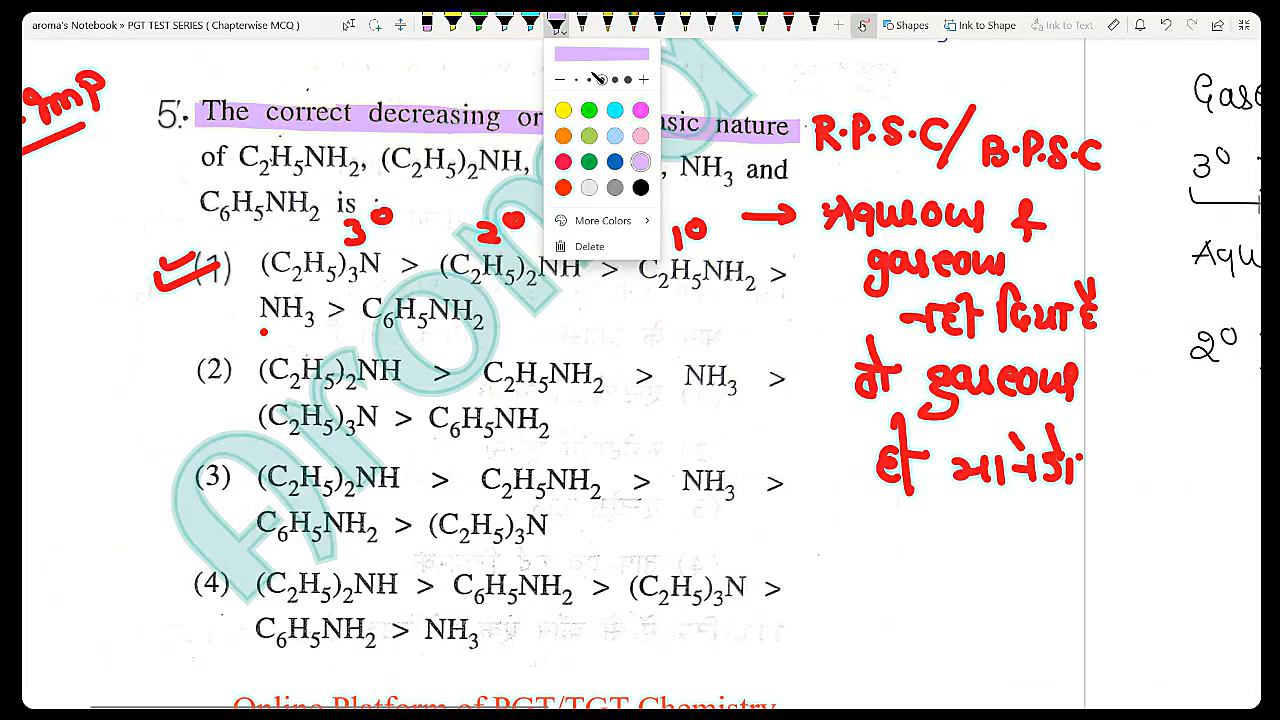 aroma's Notebook » PGT TEST SERIES ( Chapterwise MCQ )
Shapes
Ink to Shape
Ink to Text
Imp
5. The correct decreasing or asic nature
of C₂H₅NH₂, (C₂H₅)₂NH, , NH₃ and
C₆H₅NH₂ is :
3° 2° 1°
(1) (C₂H₅)₃N > (C₂H₅)₂NH > C₂H₅NH₂ >
NH₃ > C₆H₅NH₂
(2) (C₂H₅)₂NH > C₂H₅NH₂ > NH₃ >
(C₂H₅)₃N > C₆H₅NH₂
(3) (C₂H₅)₂NH > C₂H₅NH₂ > NH₃ >
C₆H₅NH₂ > (C₂H₅)₃N
(4) (C₂H₅)₂NH > C₆H₅NH₂ > (C₂H₅)₃N >
C₆H₅NH₂ > NH₃
Online Platform of PGT/TGT Chemistry
More Colors
Delete
R.P.S.C/ B.P.S.C
→ Aqueous &
gaseous
नही दिया है
तो gaseous
ही मानेंगे
Gase
3°
Aqu
2°
Aroma